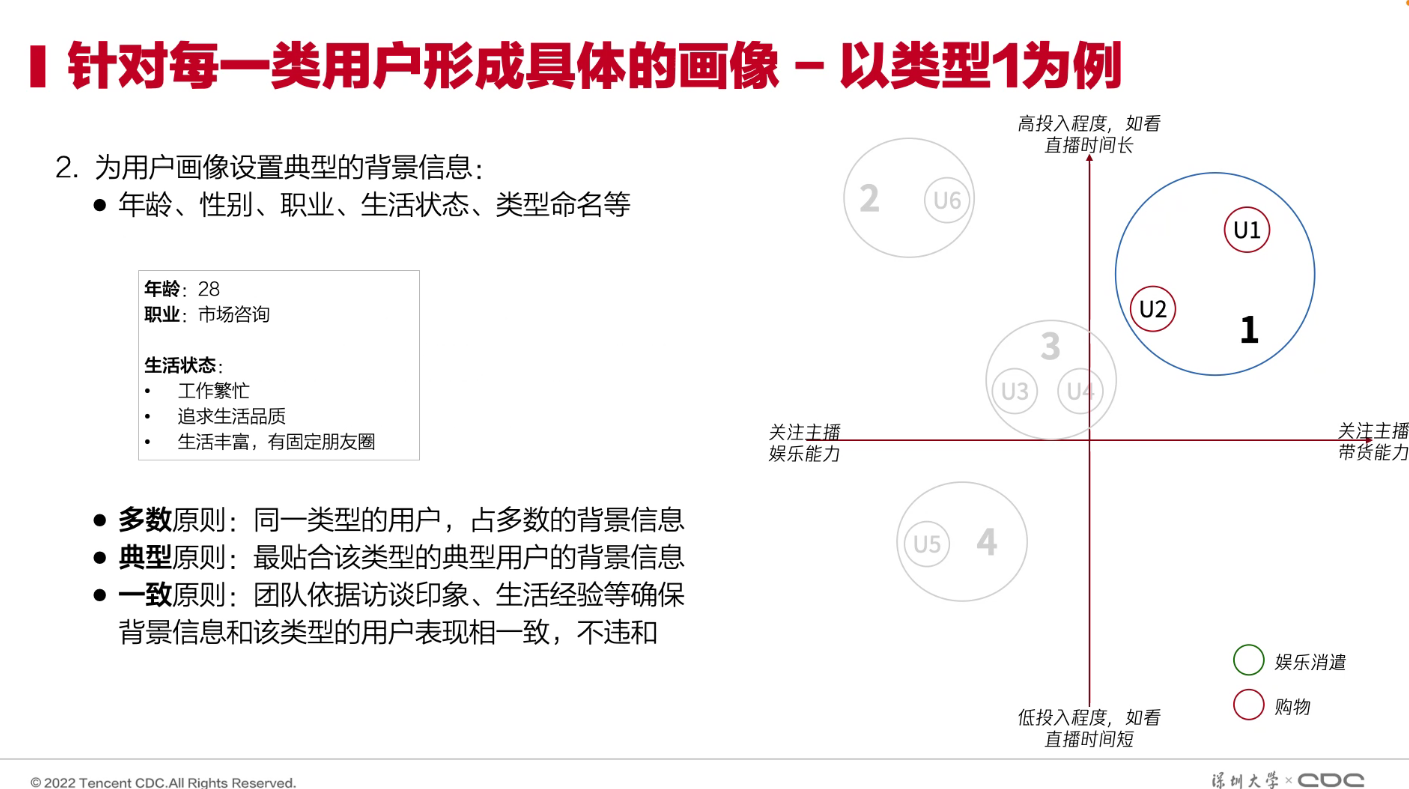 针对每一类用户形成具体的画像 – 以类型1为例
2. 为用户画像设置典型的背景信息：
● 年龄、性别、职业、生活状态、类型命名等
年龄：28
职业：市场咨询
生活状态：
• 工作繁忙
• 追求生活品质
• 生活丰富，有固定朋友圈
● 多数原则：同一类型的用户，占多数的背景信息
● 典型原则：最贴合该类型的典型用户的背景信息
● 一致原则：团队依据访谈印象、生活经验等确保
背景信息和该类型的用户表现相一致，不违和
高投入程度，如看
直播时间长
2
U6
U1
U2
1
3
U3
U4
关注主播
娱乐能力
关注主播
带货能力
U5
4
娱乐消遣
购物
低投入程度，如看
直播时间短
© 2022 Tencent CDC.All Rights Reserved.
深圳大学 × CDC